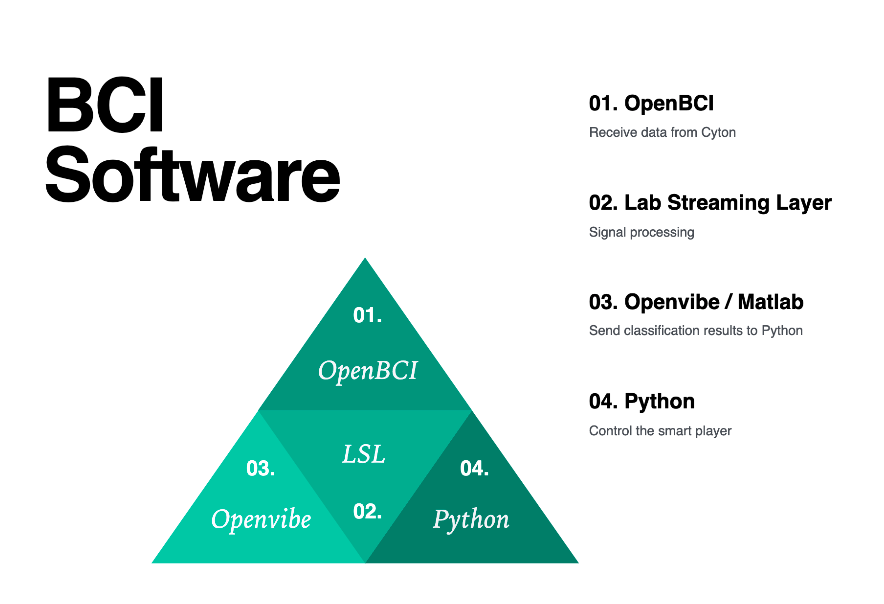 BCI
Software
01. OpenBCI
Receive data from Cyton
02. Lab Streaming Layer
Signal processing
03. Openvibe / Matlab
Send classification results to Python
04. Python
Control the smart player
01.
OpenBCI
LSL
02.
03.
Openvibe
04.
Python